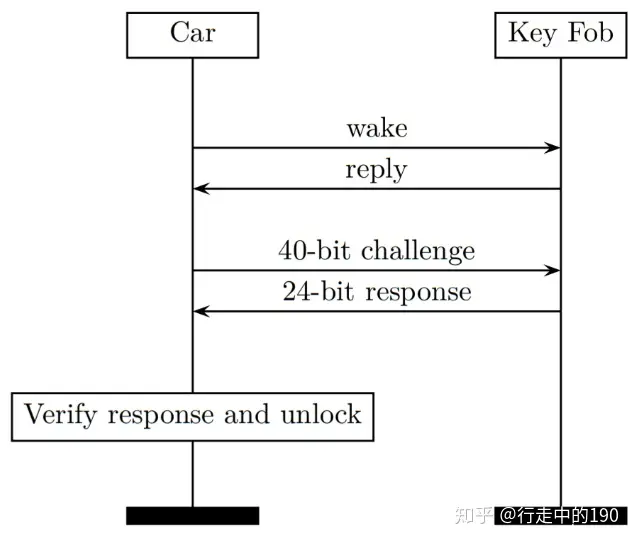 Car
Key Fob
wake
reply
40-bit challenge
24-bit response
Verify response and unlock
知乎 @行走中的190